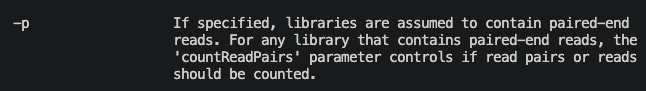 -p If specified, libraries are assumed to contain paired-end
reads. For any library that contains paired-end reads, the
'countReadPairs' parameter controls if read pairs or reads
should be counted.